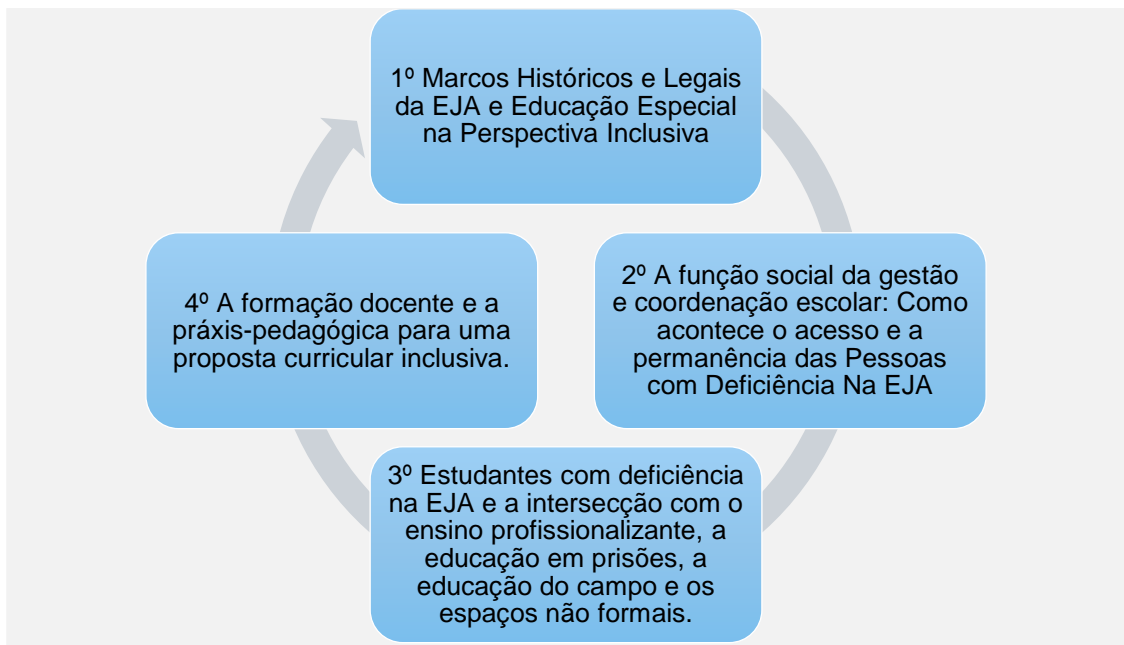 1º Marcos Históricos e Legais
da EJA e Educação Especial
na Perspectiva Inclusiva
2º A função social da gestão
e coordenação escolar: Como
acontece o acesso e a
permanência das Pessoas
com Deficiência Na EJA
3º Estudantes com deficiência
na EJA e a intersecção com o
ensino profissionalizante, a
educação em prisões, a
educação do campo e os
espaços não formais.
4º A formação docente e a
práxis-pedagógica para uma
proposta curricular inclusiva.